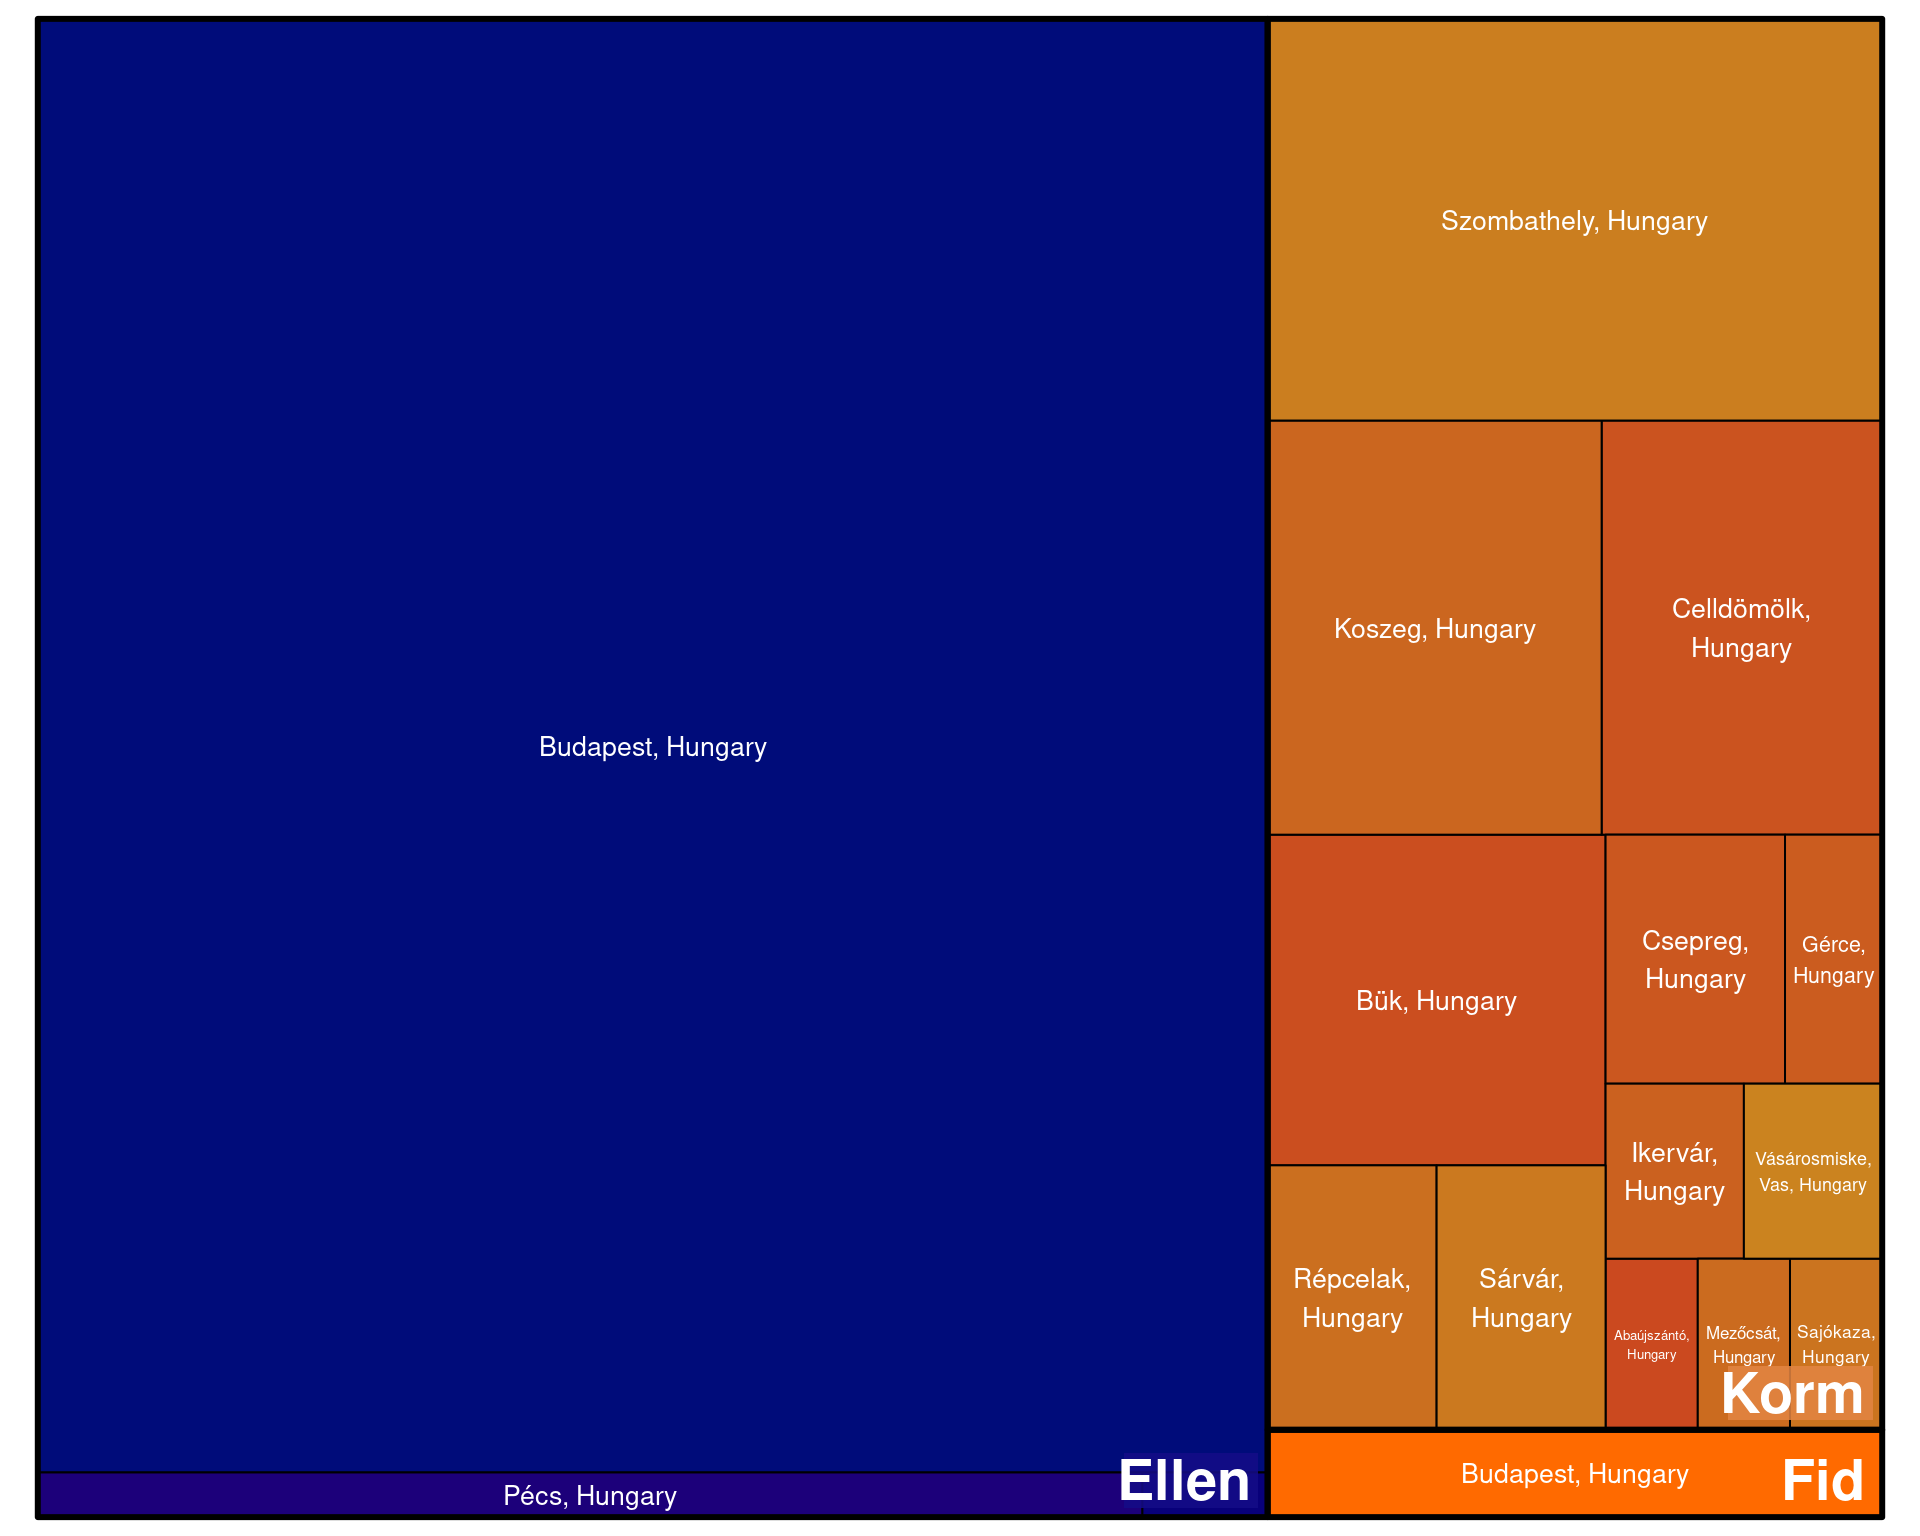 Budapest, Hungary
Pécs, Hungary
Ellen
Szombathely, Hungary
Koszeg, Hungary
Celldömölk,
Hungary
Bük, Hungary
Csepreg,
Hungary
Gérce,
Hungary
Ikervár,
Hungary
Vásárosmiske,
Vas, Hungary
Répcelak,
Hungary
Sárvár,
Hungary
Abaújszántó,
Hungary
Mezőcsát,
Hungary
Sajókaza,
Hungary
Korm
Budapest, Hungary
Fid